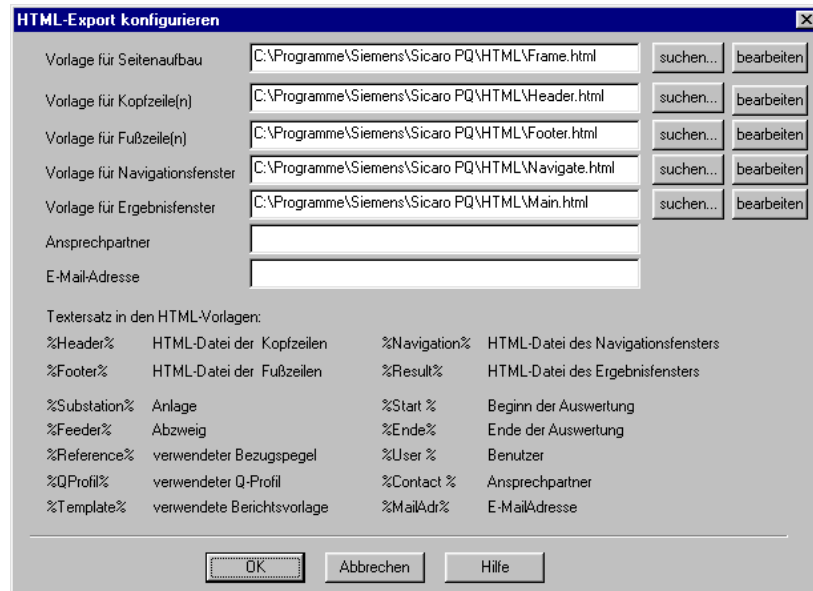 HTML-Export konfigurieren
Vorlage für Seitenaufbau C:\Programme\Siemens\Sicaro PQ\HTML\Frame.html suchen... bearbeiten
Vorlage für Kopfzeile(n) C:\Programme\Siemens\Sicaro PQ\HTML\Header.html suchen... bearbeiten
Vorlage für Fußzeile(n) C:\Programme\Siemens\Sicaro PQ\HTML\Footer.html suchen... bearbeiten
Vorlage für Navigationsfenster C:\Programme\Siemens\Sicaro PQ\HTML\Navigate.html suchen... bearbeiten
Vorlage für Ergebnisfenster C:\Programme\Siemens\Sicaro PQ\HTML\Main.html suchen... bearbeiten
Ansprechpartner
E-Mail-Adresse
Textersatz in den HTML-Vorlagen:
%Header% HTML-Datei der Kopfzeilen %Navigation% HTML-Datei des Navigationsfensters
%Footer% HTML-Datei der Fußzeilen %Result% HTML-Datei des Ergebnisfensters
%Substation% Anlage %Start % Beginn der Auswertung
%Feeder% Abzweig %Ende% Ende der Auswertung
%Reference% verwendeter Bezugspegel %User % Benutzer
%QProfil% verwendeter Q-Profil %Contact % Ansprechpartner
%Template% verwendete Berichtsvorlage %MailAdr% E-MailAdresse
OK Abbrechen Hilfe